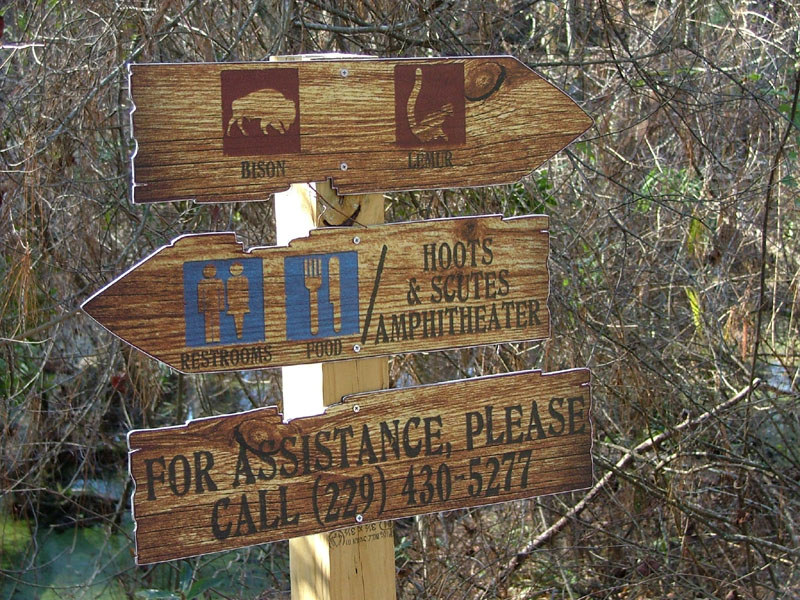 BISON
LEMUR
HOOTS
& SCUTES
AMPHITHEATER
RESTROOMS
FOOD /
FOR ASSISTANCE, PLEASE
CALL (229) 430-5277